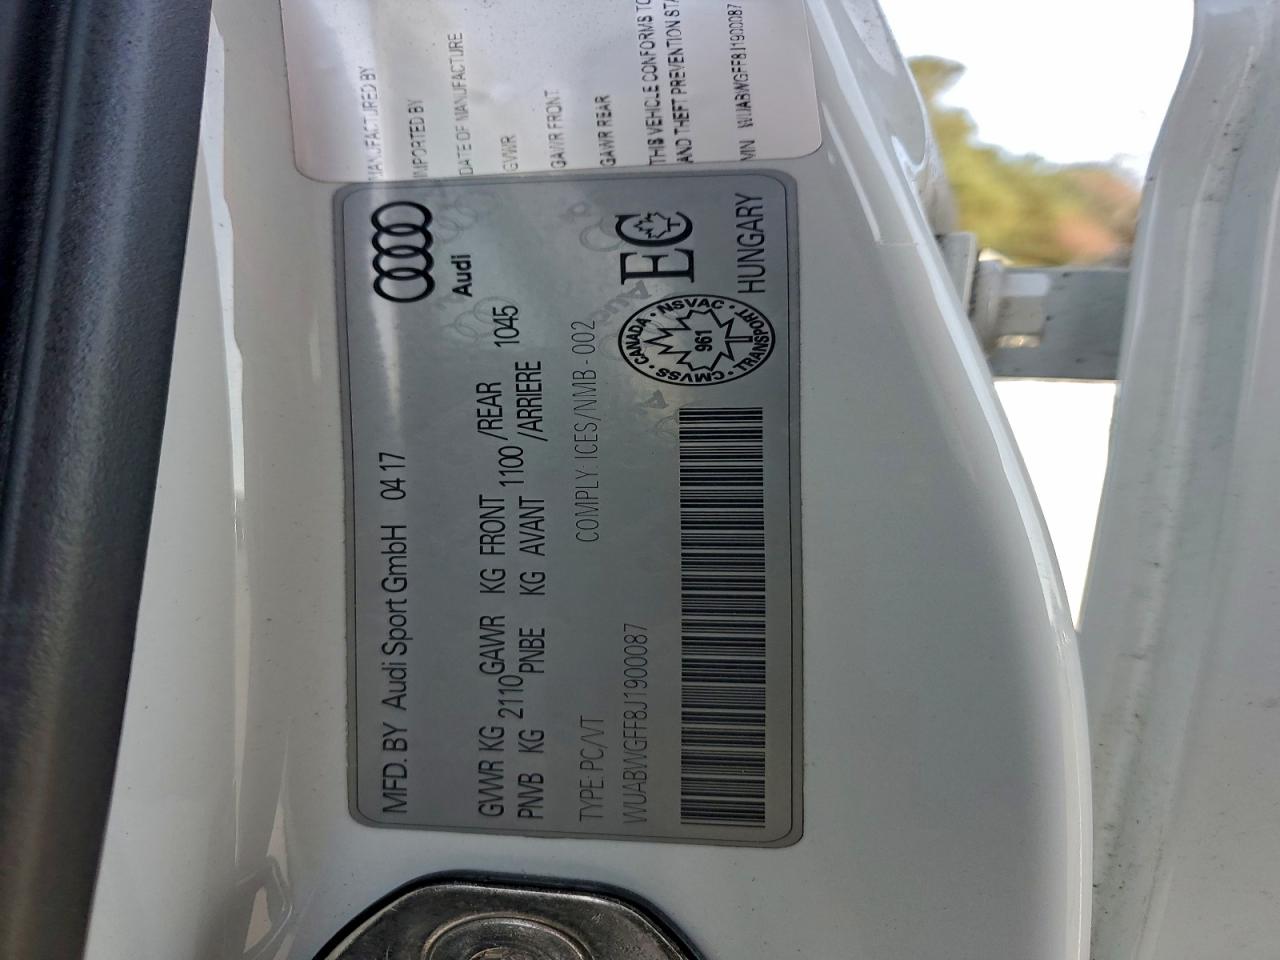 MFD. BY Audi Sport GmbH 04 17
Audi
GVWR KG 2110 GAWR KG FRONT 1100 /REAR 1045
PNVB KG PNBE KG AVANT /ARRIERE
TYPE: PC/VT COMPLY: ICES/NMB-002
WUABWGFF8J1900087
CANADA · NSVAC · TRANSPORT · CMVSS ·
961
EC
HUNGARY
MANUFACTURED BY
IMPORTED BY
DATE OF MANUFACTURE
GVWR
GAWR FRONT
GAWR REAR
THIS VEHICLE CONFORMS TO
AND THEFT PREVENTION STA
VIN WUABWGFF8J1900087